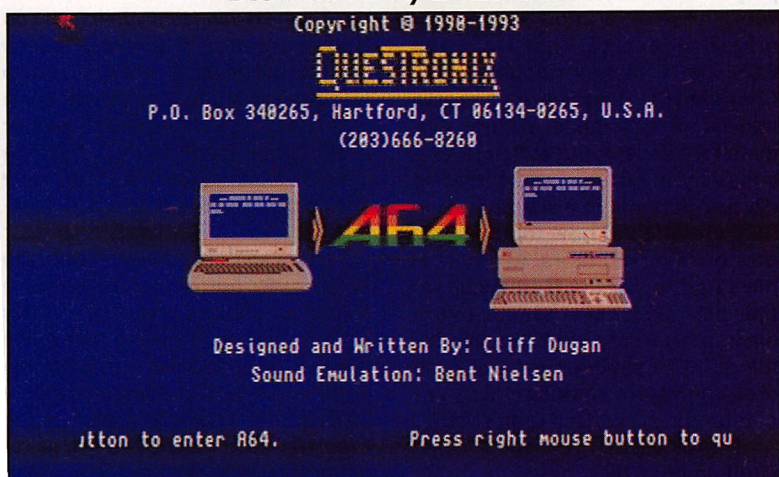 Copyright © 1990-1993
QUESTRONIX
P.O. Box 340265, Hartford, CT 06134-0265, U.S.A.
(203)666-8260
A64
Designed and Written By: Cliff Dugan
Sound Emulation: Bent Nielsen
utton to enter A64. Press right mouse button to qu